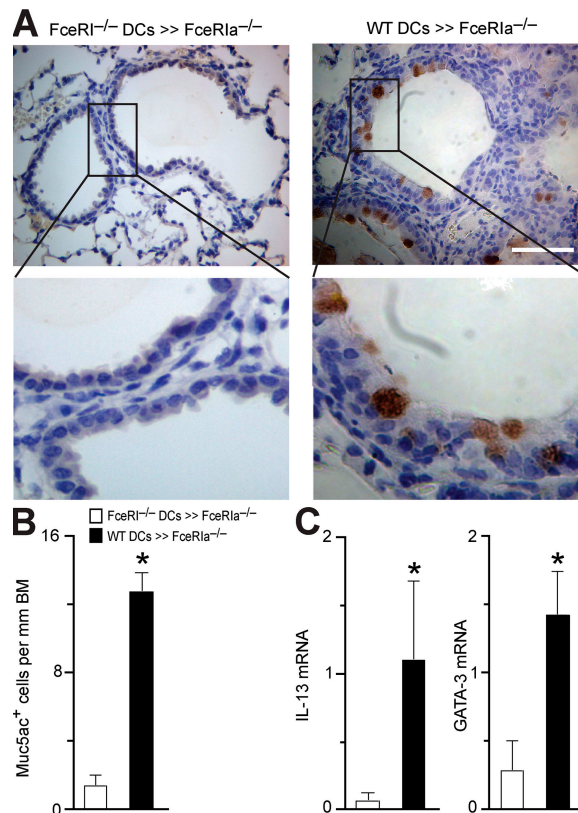 A
FceRI–/– DCs >> FceRIa–/–
WT DCs >> FceRIa–/–
B
FceRI–/– DCs >> FceRIa–/–
WT DCs >> FceRIa–/–
16
8
0
Muc5ac+ cells per mm BM
*
C
2
1
0
IL-13 mRNA
*
2
1
0
GATA-3 mRNA
*